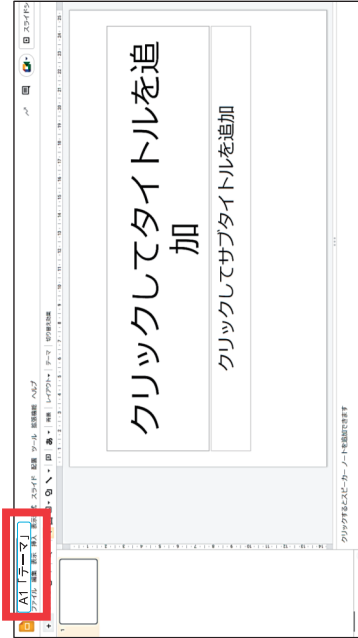 A1「テーマ」
スライドシ
ファイル 編集 表示 挿入 表示形式 スライド 配置 ツール 拡張機能 ヘルプ
背景 レイアウト テーマ 切り替え効果
1
クリックしてタイトルを追
加
クリックしてサブタイトルを追加
クリックするとスピーカー ノートを追加できます